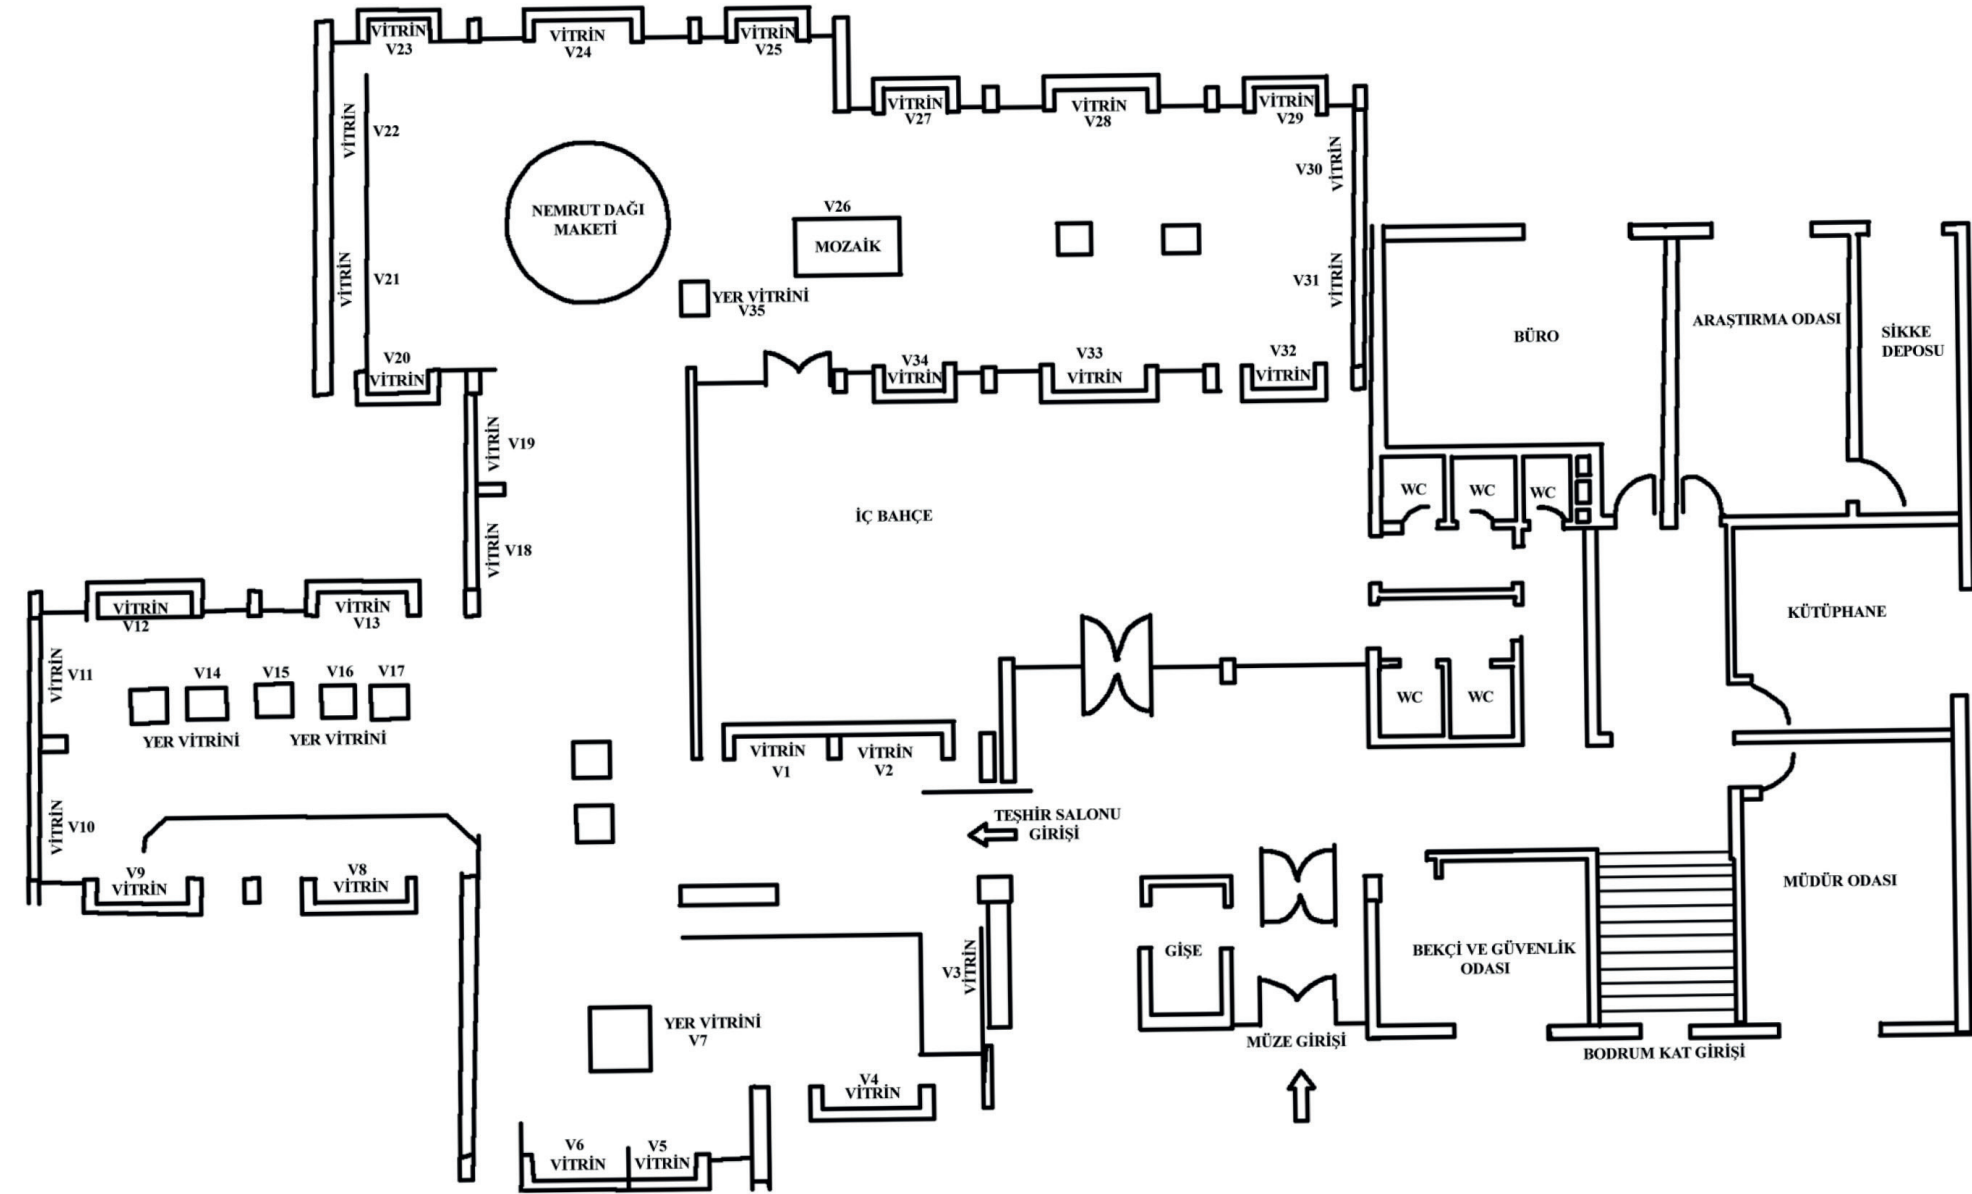 VİTRİN
V23
VİTRİN
V24
VİTRİN
V25
VİTRİN
V27
VİTRİN
V28
VİTRİN
V29
VİTRİN
V22
V30
VİTRİN
NEMRUT DAĞI
MAKETİ
V26
MOZAİK
VİTRİN
V21
V31
VİTRİN
YER VİTRİNİ
V35
BÜRO
ARAŞTIRMA ODASI
SİKKE
DEPOSU
V20
VİTRİN
V34
VİTRİN
V33
VİTRİN
V32
VİTRİN
VİTRİN
V19
WC
WC
WC
İÇ BAHÇE
VİTRİN
V18
VİTRİN
V12
VİTRİN
V13
KÜTÜPHANE
VİTRİN
V11
V14
V15
V16
V17
WC
WC
YER VİTRİNİ
YER VİTRİNİ
VİTRİN
V1
VİTRİN
V2
VİTRİN
V10
TEŞHİR SALONU
GİRİŞİ
V9
VİTRİN
V8
VİTRİN
MÜDÜR ODASI
V3
VİTRİN
GİŞE
BEKÇİ VE GÜVENLİK
ODASI
YER VİTRİNİ
V7
MÜZE GİRİŞİ
BODRUM KAT GİRİŞİ
V4
VİTRİN
V6
VİTRİN
V5
VİTRİN